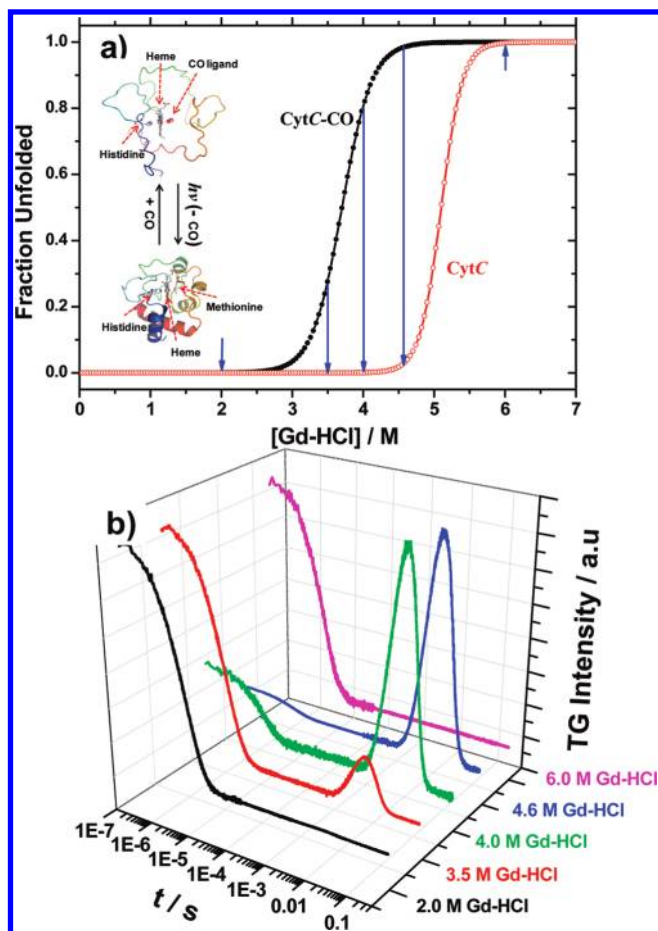 a)
Heme
CO ligand
Histidine
+ CO
hν (- CO)
Methionine
Histidine
Heme
CytC-CO
CytC
Fraction Unfolded
1.0
0.8
0.6
0.4
0.2
0.0
0 1 2 3 4 5 6 7
[Gd-HCl] / M
b)
TG Intensity / a.u
1E-7
1E-6
1E-5
1E-4
1E-3
0.01
0.1
t / s
6.0 M Gd-HCl
4.6 M Gd-HCl
4.0 M Gd-HCl
3.5 M Gd-HCl
2.0 M Gd-HCl